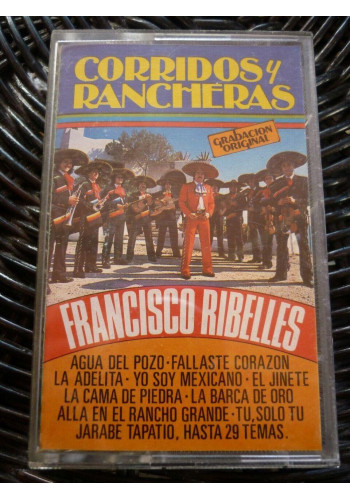 CORRIDOS y
RANCHERAS
GRADACION
ORIGINAL
FRANCISCO RIBELLES
AGUA DEL POZO·FALLASTE CORAZON
LA ADELITA·YO SOY MEXICANO·EL JINETE
LA CAMA DE PIEDRA·LA BARCA DE ORO
ALLA EN EL RANCHO GRANDE·TU, SOLO TU
JARABE TAPATIO, HASTA 29 TEMAS.